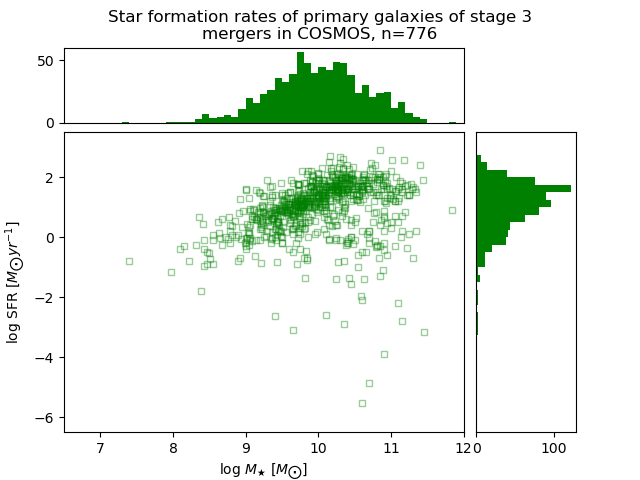 Star formation rates of primary galaxies of stage 3
mergers in COSMOS, n=776
50
0
2
0
−2
−4
−6
log SFR [M⨀yr⁻¹]
7 8 9 10 11 12 0 100
log M★ [M⨀]